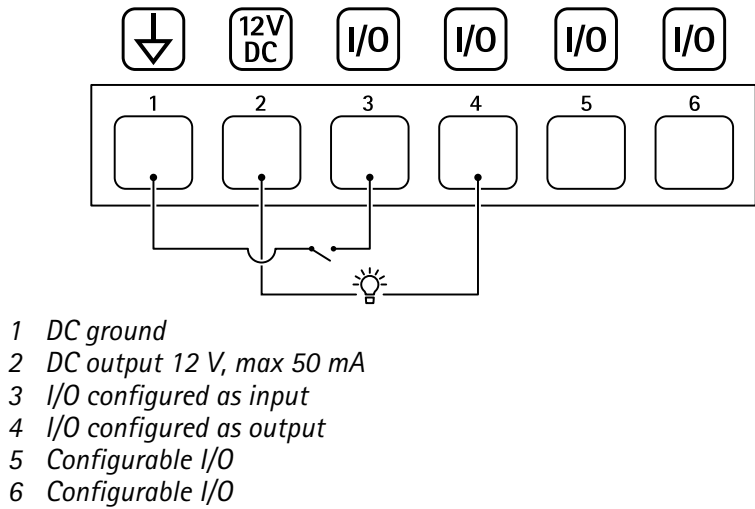 12V DC I/O I/O I/O I/O
1 2 3 4 5 6
1 DC ground
2 DC output 12 V, max 50 mA
3 I/O configured as input
4 I/O configured as output
5 Configurable I/O
6 Configurable I/O